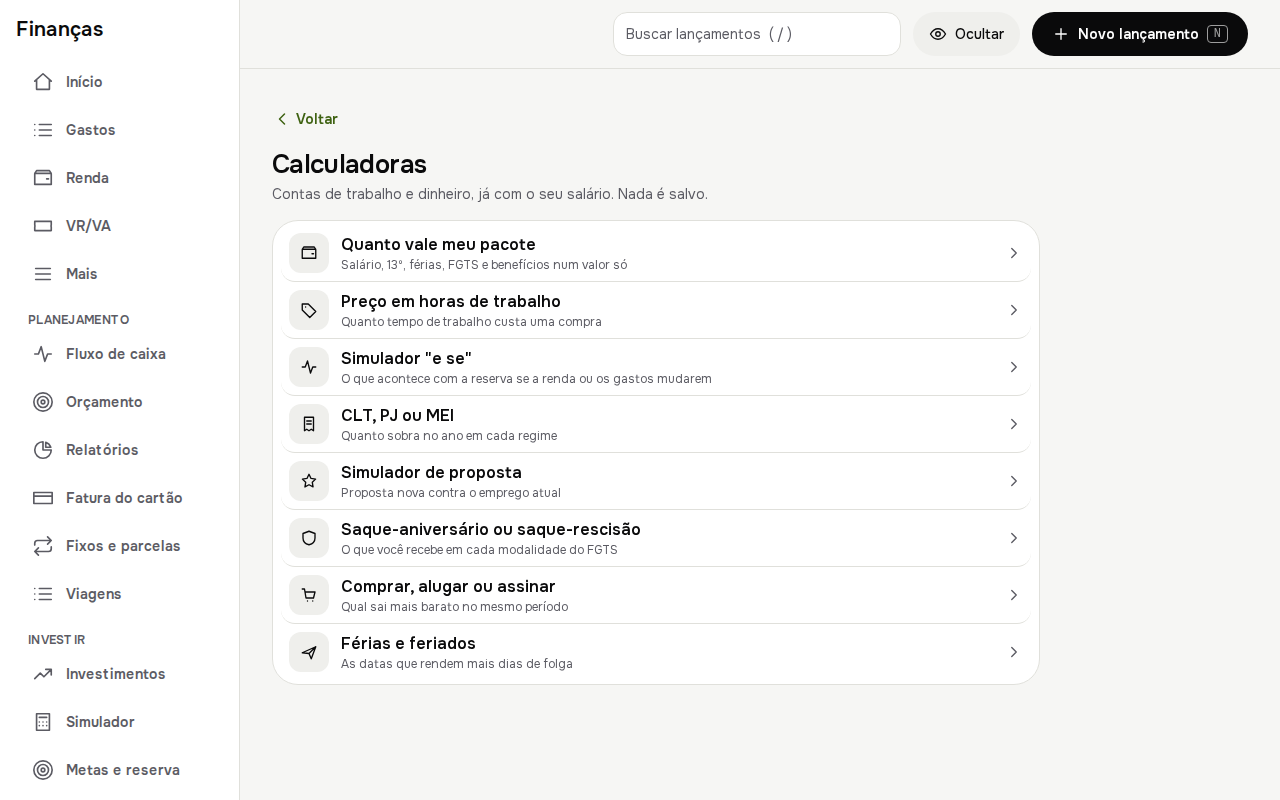 Finanças
Buscar lançamentos ( / )
Ocultar
Novo lançamento N
Início
Gastos
Renda
VR/VA
Mais
PLANEJAMENTO
Fluxo de caixa
Orçamento
Relatórios
Fatura do cartão
Fixos e parcelas
Viagens
INVESTIR
Investimentos
Simulador
Metas e reserva
Voltar
Calculadoras
Contas de trabalho e dinheiro, já com o seu salário. Nada é salvo.
Quanto vale meu pacote
Salário, 13º, férias, FGTS e benefícios num valor só
Preço em horas de trabalho
Quanto tempo de trabalho custa uma compra
Simulador "e se"
O que acontece com a reserva se a renda ou os gastos mudarem
CLT, PJ ou MEI
Quanto sobra no ano em cada regime
Simulador de proposta
Proposta nova contra o emprego atual
Saque-aniversário ou saque-rescisão
O que você recebe em cada modalidade do FGTS
Comprar, alugar ou assinar
Qual sai mais barato no mesmo período
Férias e feriados
As datas que rendem mais dias de folga